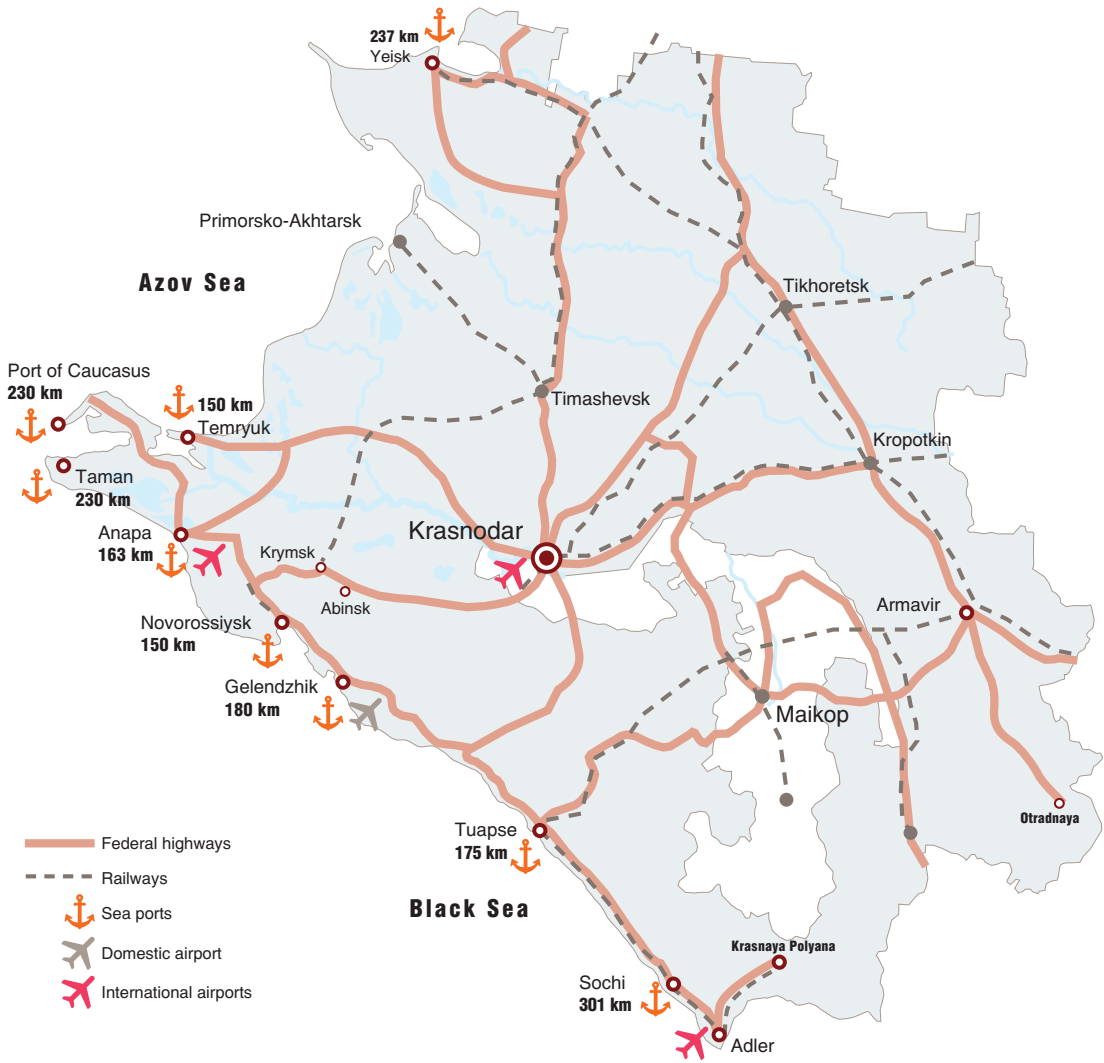 237 km
Yeisk
Primorsko-Akhtarsk
Azov Sea
Tikhoretsk
Port of Caucasus
230 km
150 km
Temryuk
Timashevsk
Kropotkin
Taman
230 km
Anapa
163 km
Krasnodar
Krymsk
Abinsk
Armavir
Novorossiysk
150 km
Gelendzhik
180 km
Maikop
Otradnaya
Tuapse
175 km
Black Sea
Krasnaya Polyana
Sochi
301 km
Adler
Federal highways
Railways
Sea ports
Domestic airport
International airports